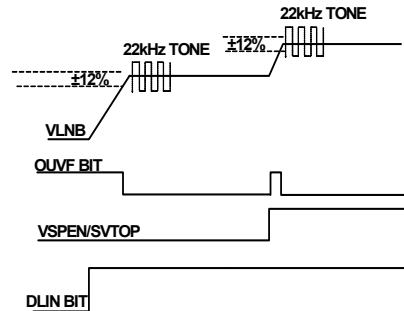 22kHz TONE
22kHz TONE
±12%
±12%
VLNB
OUVF BIT
VSPEN/SVTOP
DLIN BIT